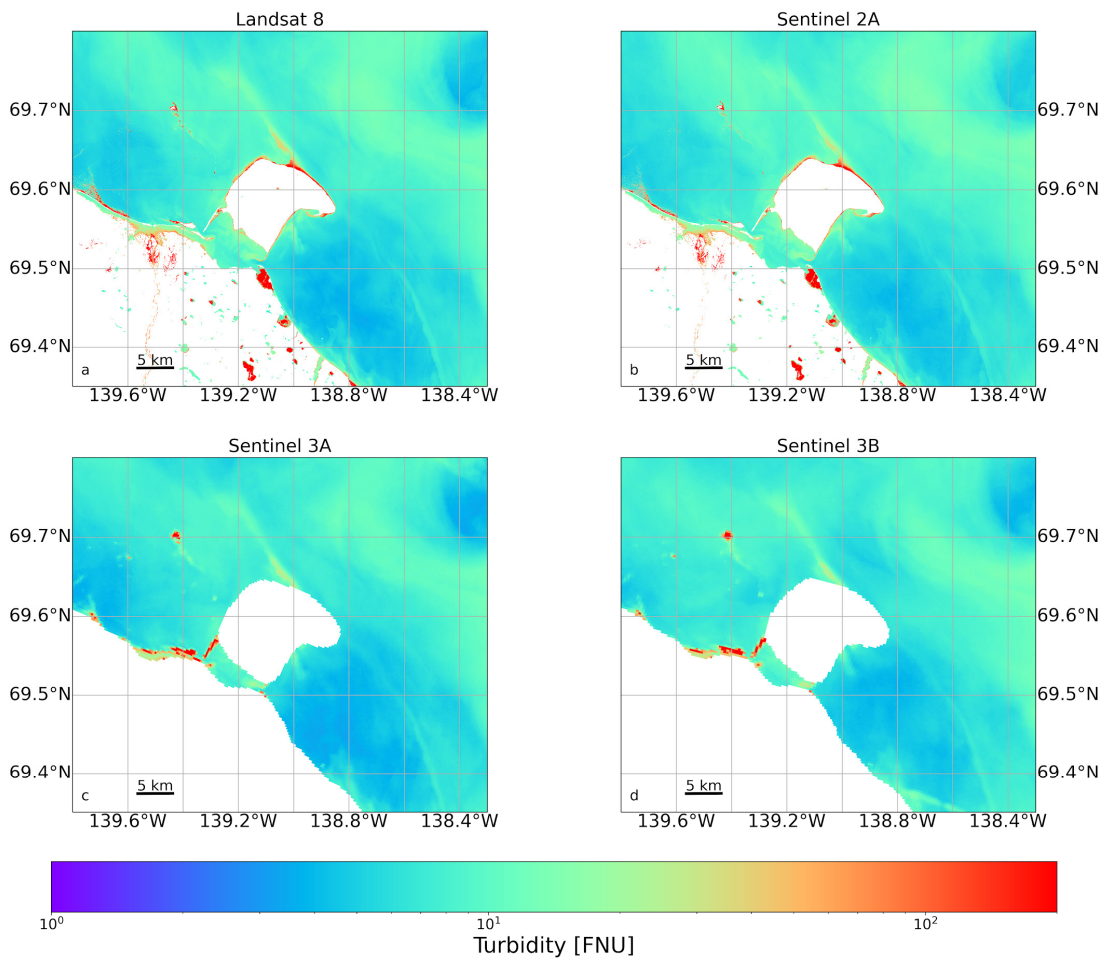 Landsat 8
Sentinel 2A
69.7°N
69.7°N
69.6°N
69.6°N
69.5°N
69.5°N
69.4°N
69.4°N
5 km
5 km
a
b
139.6°W 139.2°W 138.8°W 138.4°W
139.6°W 139.2°W 138.8°W 138.4°W
Sentinel 3A
Sentinel 3B
69.7°N
69.7°N
69.6°N
69.6°N
69.5°N
69.5°N
69.4°N
69.4°N
5 km
5 km
c
d
139.6°W 139.2°W 138.8°W 138.4°W
139.6°W 139.2°W 138.8°W 138.4°W
10⁰ 10¹ 10²
Turbidity [FNU]